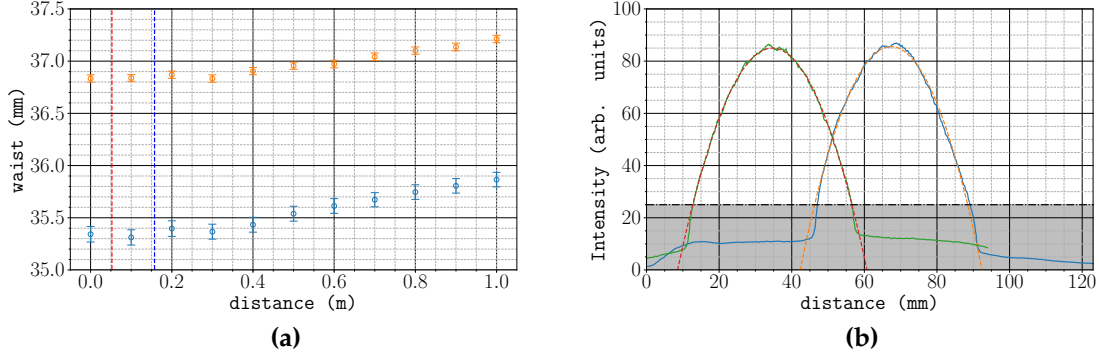 37.5
37.0
36.5
36.0
35.5
35.0
waist (mm)
0.0 0.2 0.4 0.6 0.8 1.0
distance (m)
(a)
100
80
60
40
20
0
Intensity (arb. units)
0 20 40 60 80 100 120
distance (mm)
(b)